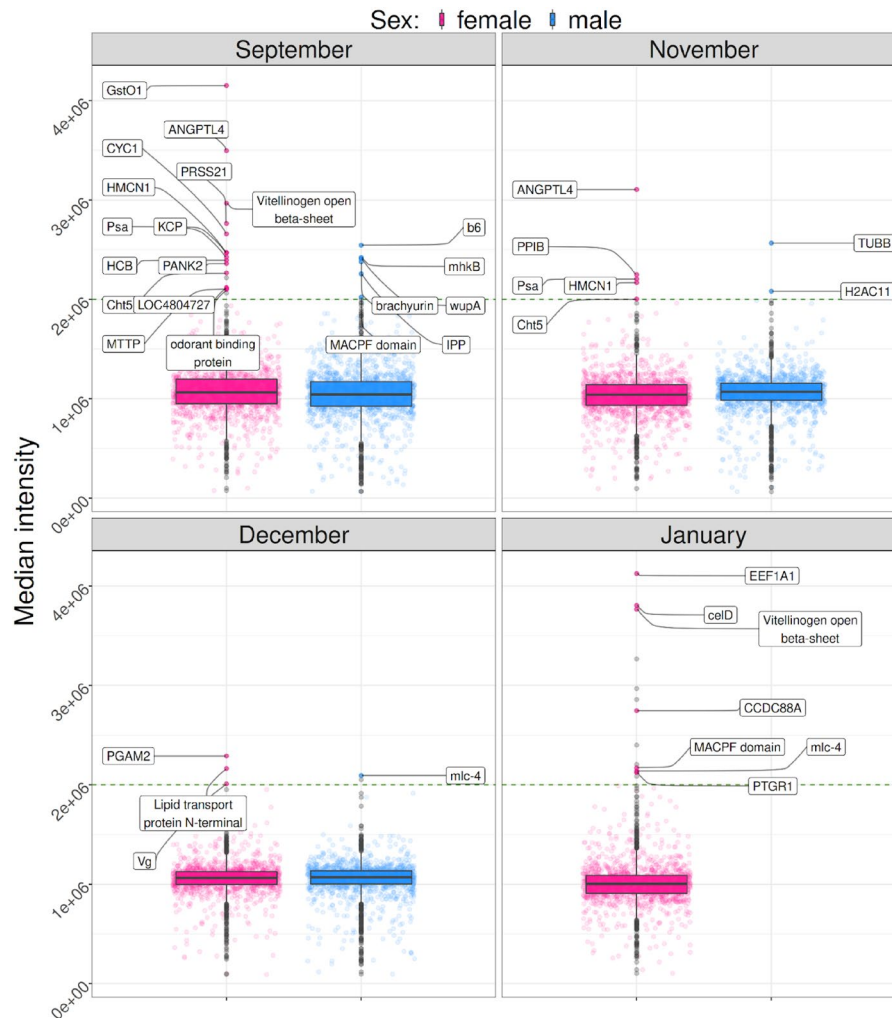 Sex: female male
September
November
GstO1
ANGPTL4
CYC1
PRSS21
HMCN1
Vitellinogen open
beta-sheet
Psa
KCP
b6
HCB
PANK2
mhkB
Cht5
LOC4804727
brachyurin
wupA
MTTP
odorant binding
protein
MACPF domain
IPP
ANGPTL4
PPIB
TUBB
Psa
HMCN1
H2AC11
Cht5
4e+06
3e+06
2e+06
1e+06
0e+00
Median intensity
December
January
PGAM2
Lipid transport
protein N-terminal
Vg
mlc-4
EEF1A1
celD
Vitellinogen open
beta-sheet
CCDC88A
MACPF domain
mlc-4
PTGR1
4e+06
3e+06
2e+06
1e+06
0e+00